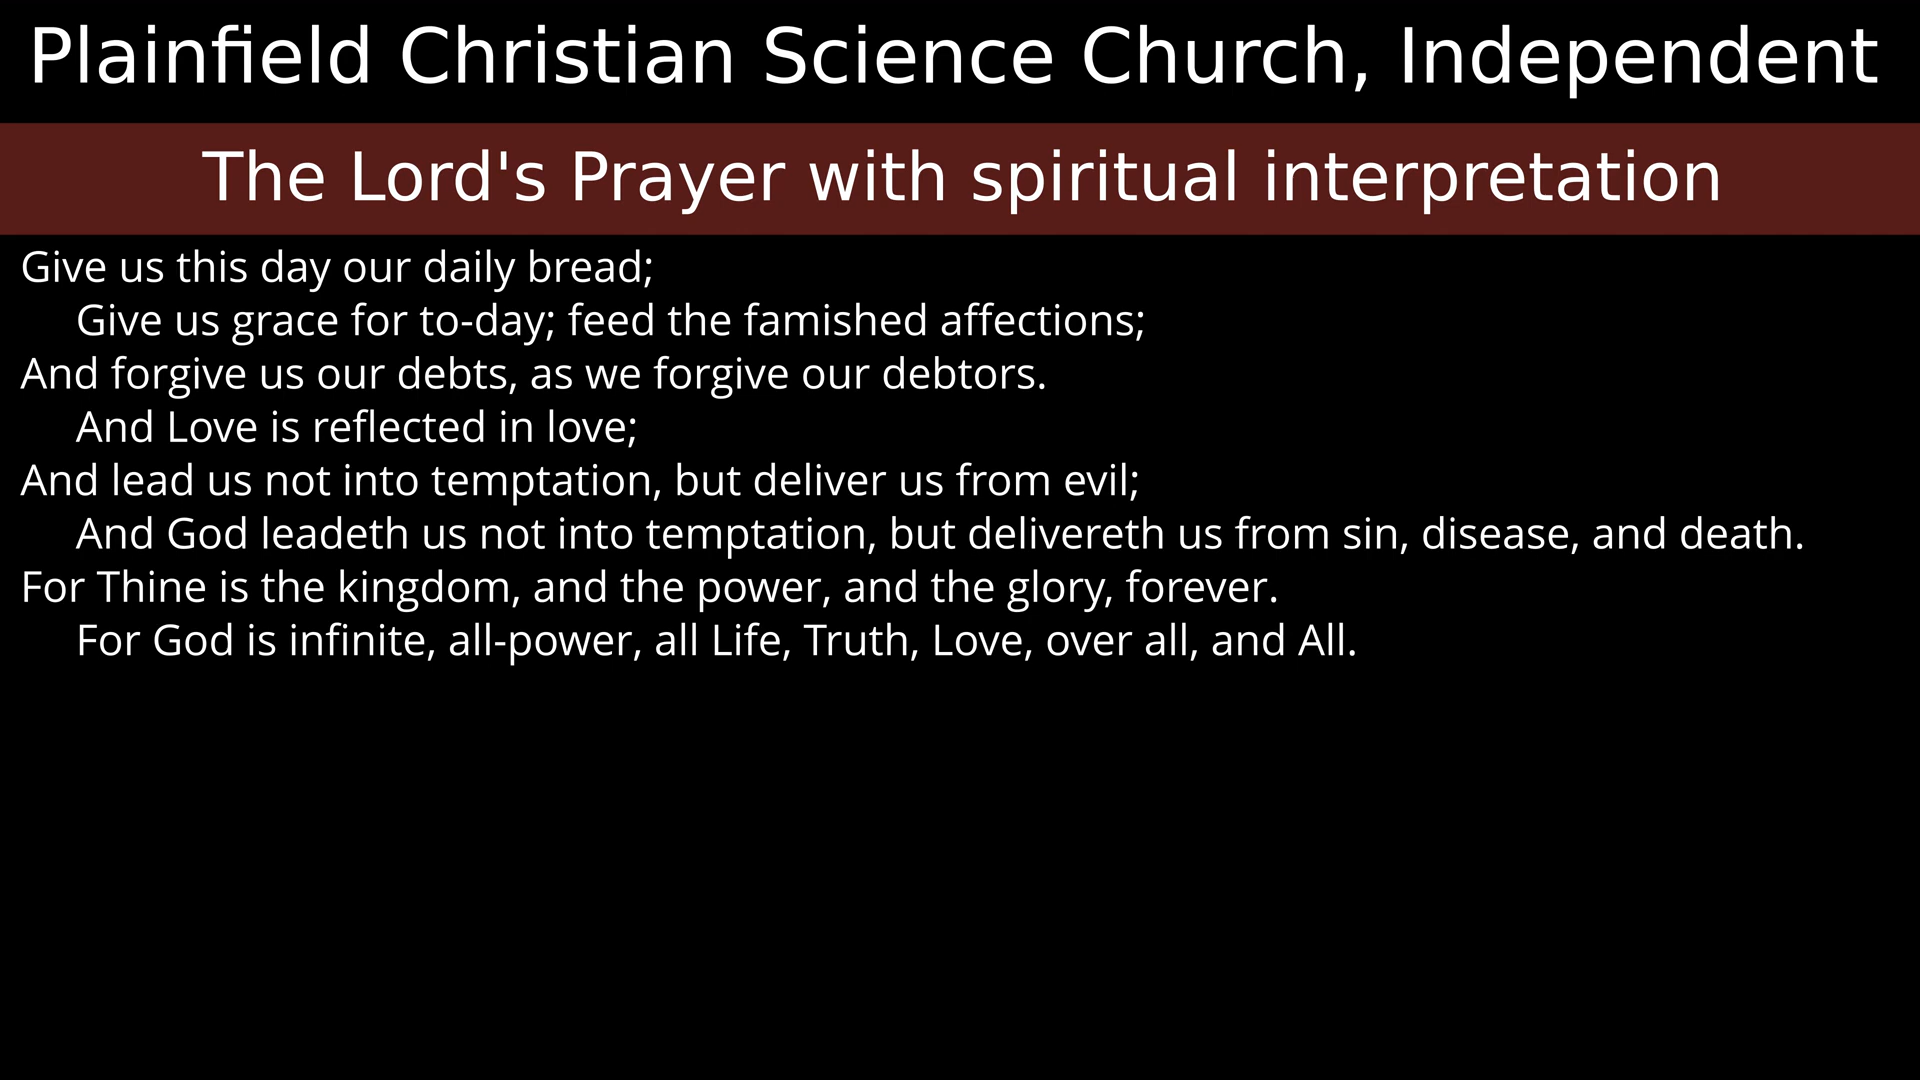 Plainfield Christian Science Church, Independent
The Lord's Prayer with spiritual interpretation
Give us this day our daily bread;
Give us grace for to-day; feed the famished affections;
And forgive us our debts, as we forgive our debtors.
And Love is reflected in love;
And lead us not into temptation, but deliver us from evil;
And God leadeth us not into temptation, but delivereth us from sin, disease, and death.
For Thine is the kingdom, and the power, and the glory, forever.
For God is infinite, all-power, all Life, Truth, Love, over all, and All.